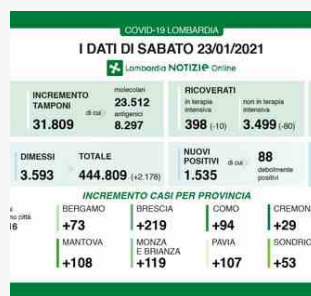 COVID-19 LOMBARDIA
I DATI DI SABATO 23/01/2021
Lombardia NOTIZIE Online
INCREMENTO TAMPONI
31.809
di cui
molecolari
23.512
antigenici
8.297
RICOVERATI
in terapia intensiva
398 (-10)
non in terapia intensiva
3.499 (-80)
DIMESSI
3.593
TOTALE
444.809 (+2.178)
NUOVI POSITIVI
1.535
di cui
88
debolmente positivi
INCREMENTO CASI PER PROVINCIA
città
BERGAMO
+73
BRESCIA
+219
COMO
+94
CREMON
+29
MANTOVA
+108
MONZA
E BRIANZA
+119
PAVIA
+107
SONDRIO
+53